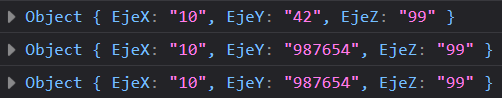 Object { EjeX: "10", EjeY: "42", EjeZ: "99" }
Object { EjeX: "10", EjeY: "987654", EjeZ: "99" }
Object { EjeX: "10", EjeY: "987654", EjeZ: "99" }